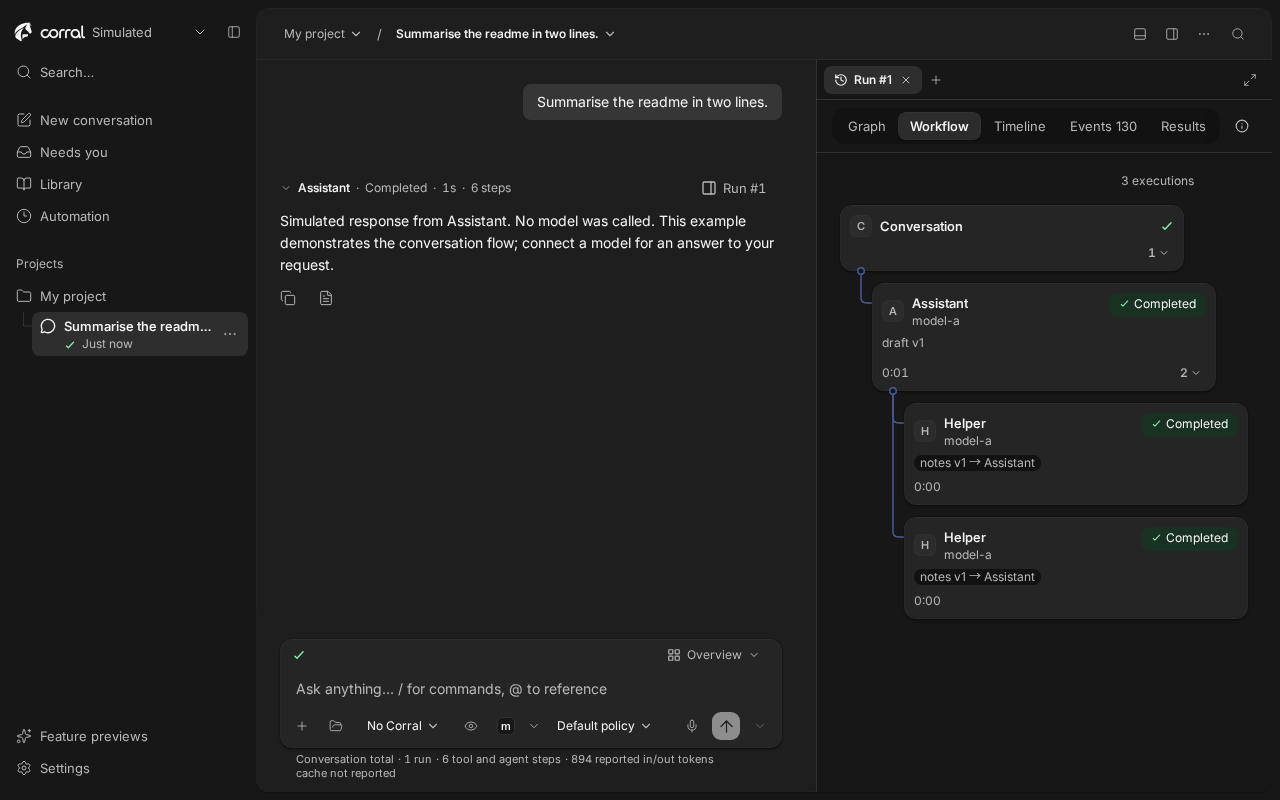 corral Simulated
Search...
New conversation
Needs you
Library
Automation
Projects
My project
Summarise the readm...
Just now
Feature previews
Settings
My project / Summarise the readme in two lines.
Summarise the readme in two lines.
Assistant · Completed · 1s · 6 steps
Run #1
Simulated response from Assistant. No model was called. This example
demonstrates the conversation flow; connect a model for an answer to your
request.
Overview
Ask anything... / for commands, @ to reference
No Corral
m
Default policy
Conversation total · 1 run · 6 tool and agent steps · 894 reported in/out tokens
cache not reported
Run #1
Graph Workflow Timeline Events 130 Results
3 executions
C Conversation
1
A Assistant Completed
model-a
draft v1
0:01 2
H Helper Completed
model-a
notes v1 → Assistant
0:00
H Helper Completed
model-a
notes v1 → Assistant
0:00